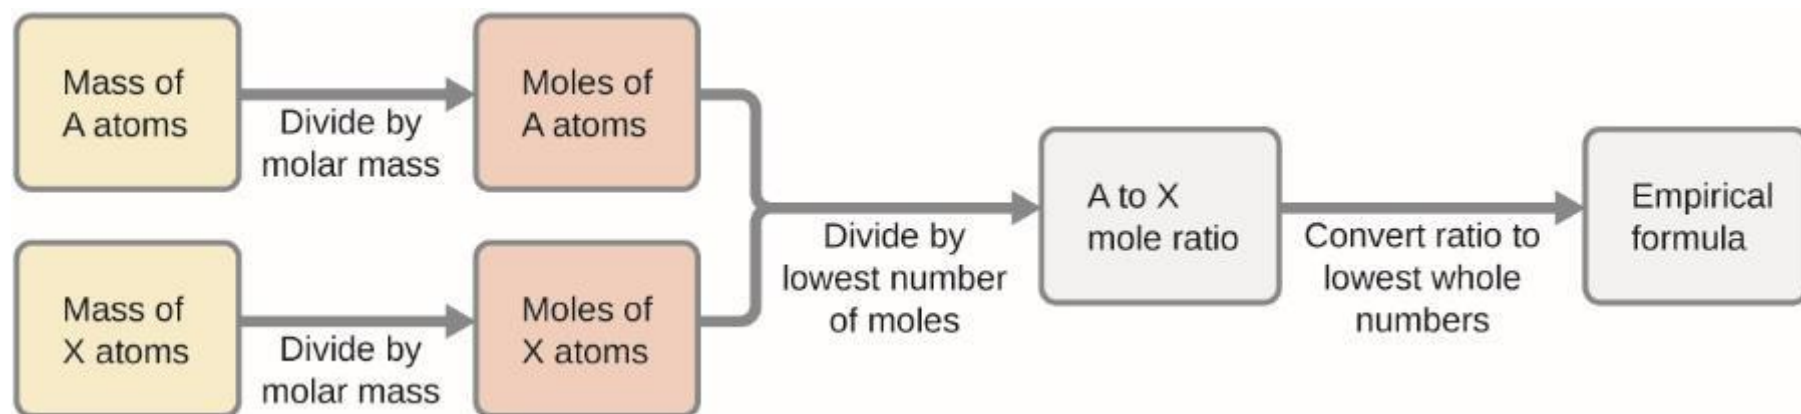 Mass of
A atoms
Divide by
molar mass
Moles of
A atoms
Mass of
X atoms
Divide by
molar mass
Moles of
X atoms
Divide by
lowest number
of moles
A to X
mole ratio
Convert ratio to
lowest whole
numbers
Empirical
formula